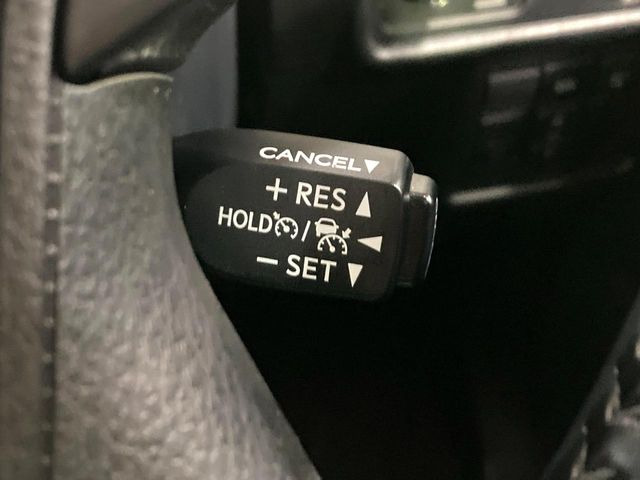 CANCEL▼
+ RES ▲
HOLD / ◀
− SET ▼